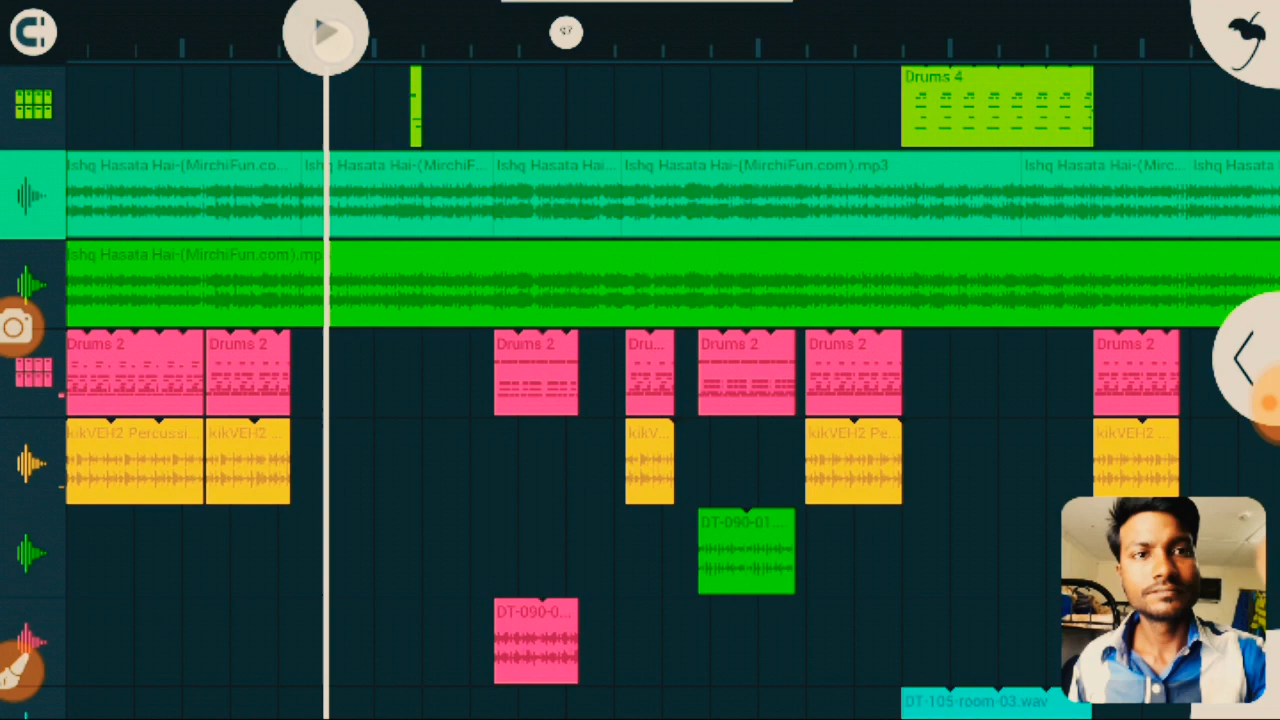 Drums 4
Ishq Hasata Hai-(MirchiFun.co...
Ishq Hasata Hai-(MirchiF...
Ishq Hasata Hai...
Ishq Hasata Hai-(MirchiFun.com).mp3
Ishq Hasata Hai-(Mirc...
Ishq Hasata
Ishq Hasata Hai-(MirchiFun.com).mp
Drums 2
Drums 2
Drums 2
Dru...
Drums 2
Drums 2
Drums 2
kikVEH2 Percussi...
kikVEH2 ...
kikV...
kikVEH2 Pe...
kikVEH2 ...
DT-090-01...
DT-090-0...
DT-105-room-03.wav